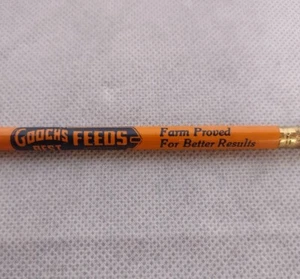 GOOCHS BEST FEEDS
Farm Proved
For Better Results